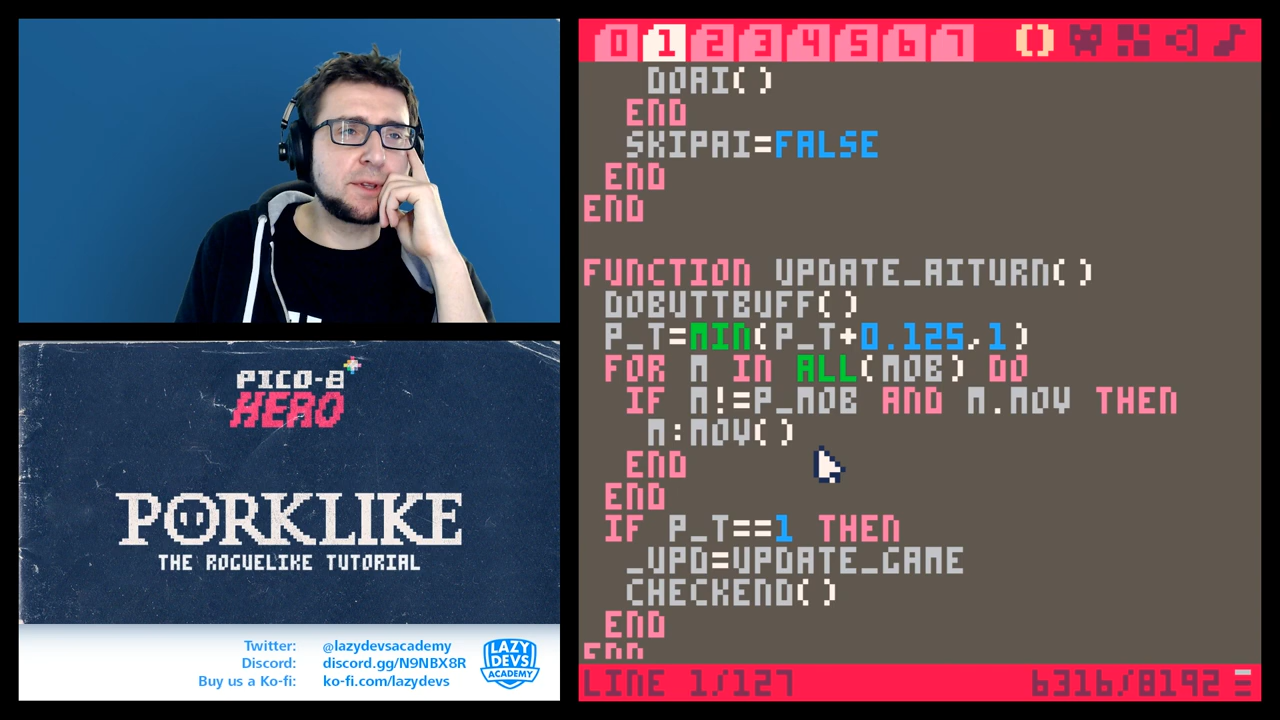 0 1 2 3 4 5 6 7
DOAI()
END
SKIPAI=FALSE
END
END
FUNCTION UPDATE_AITURN()
DOBUTTBUFF()
P_T=MIN(P_T+0.125,1)
FOR M IN ALL(MOB) DO
IF M!=P_MOB AND M.MOV THEN
M:MOV()
END
END
IF P_T==1 THEN
_UPD=UPDATE_GAME
CHECKEND()
END
END
LINE 1/127 6316/8192
PICO-8
HERO
PORKLIKE
THE ROGUELIKE TUTORIAL
Twitter: @lazydevsacademy
Discord: discord.gg/N9NBX8R
Buy us a Ko-fi: ko-fi.com/lazydevs
LAZY
DEVS
ACADEMY